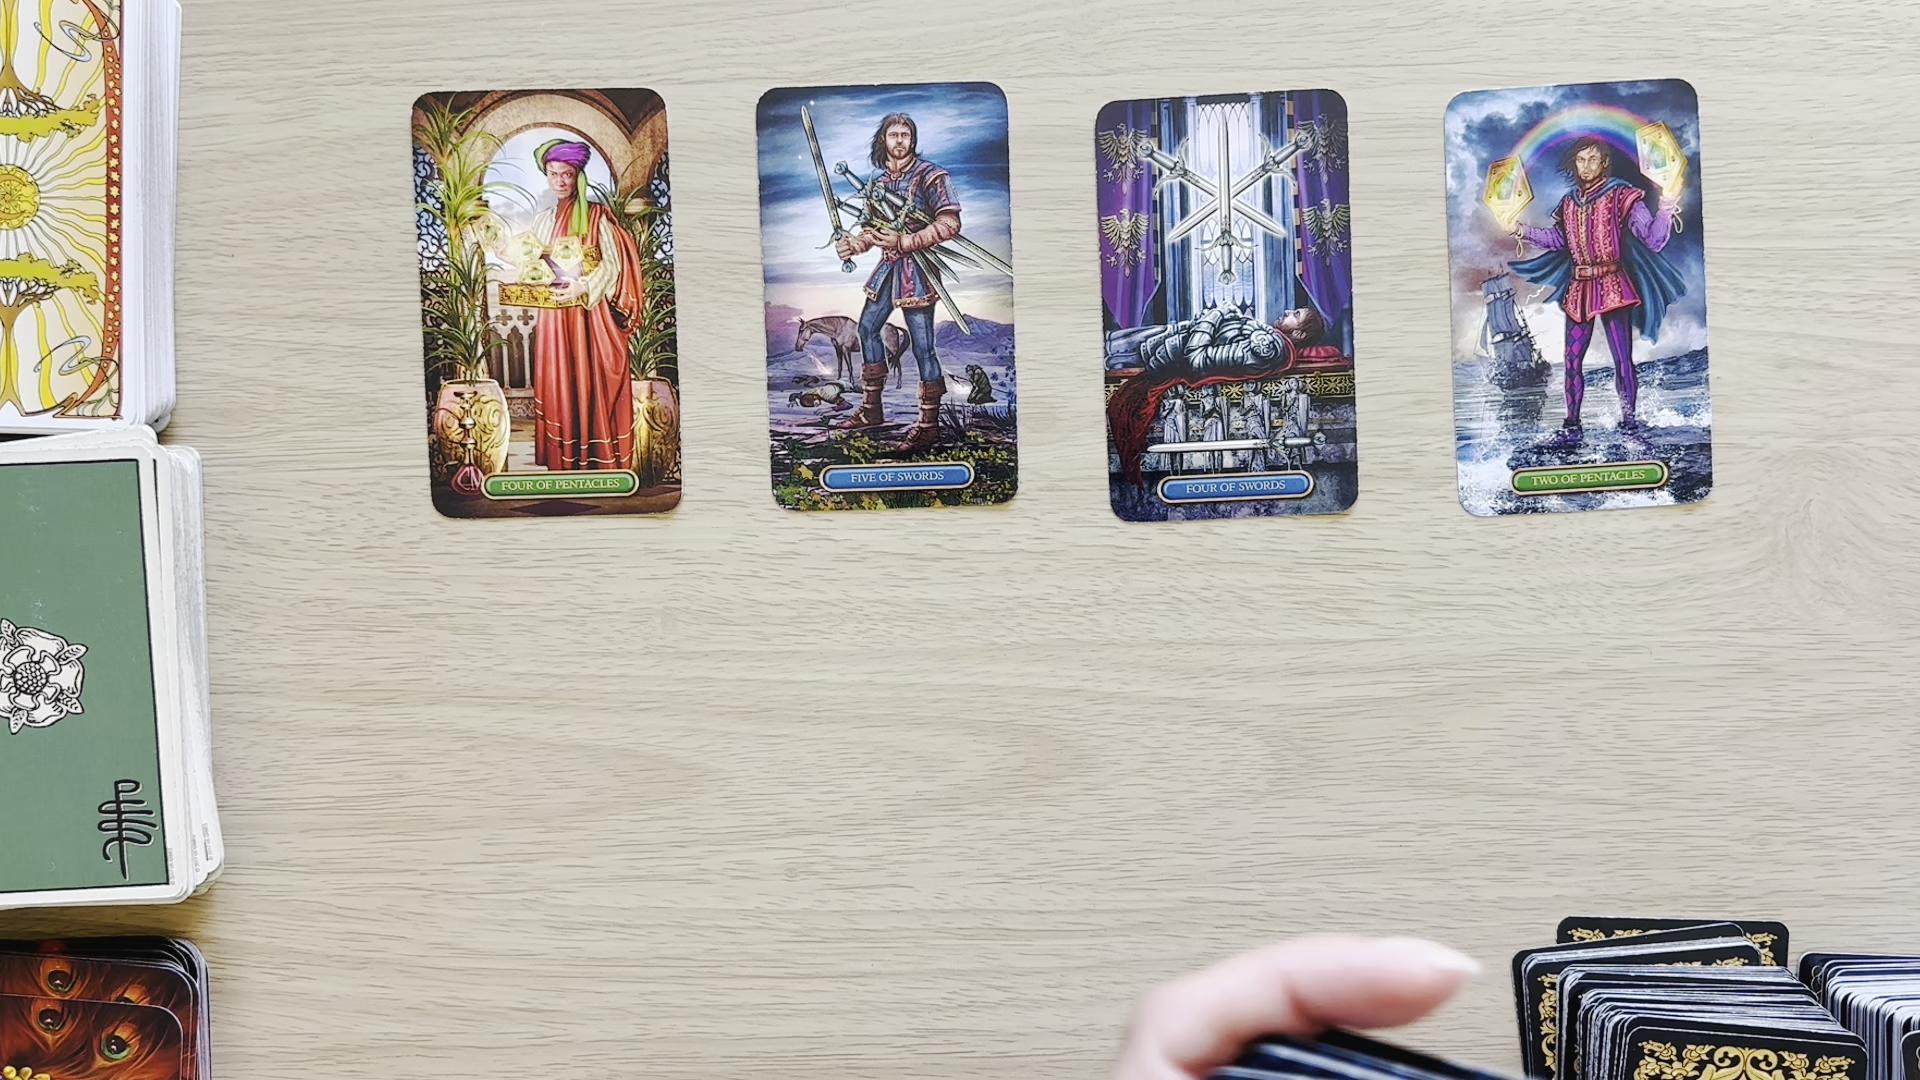 FOUR OF PENTACLES
FIVE OF SWORDS
FOUR OF SWORDS
TWO OF PENTACLES